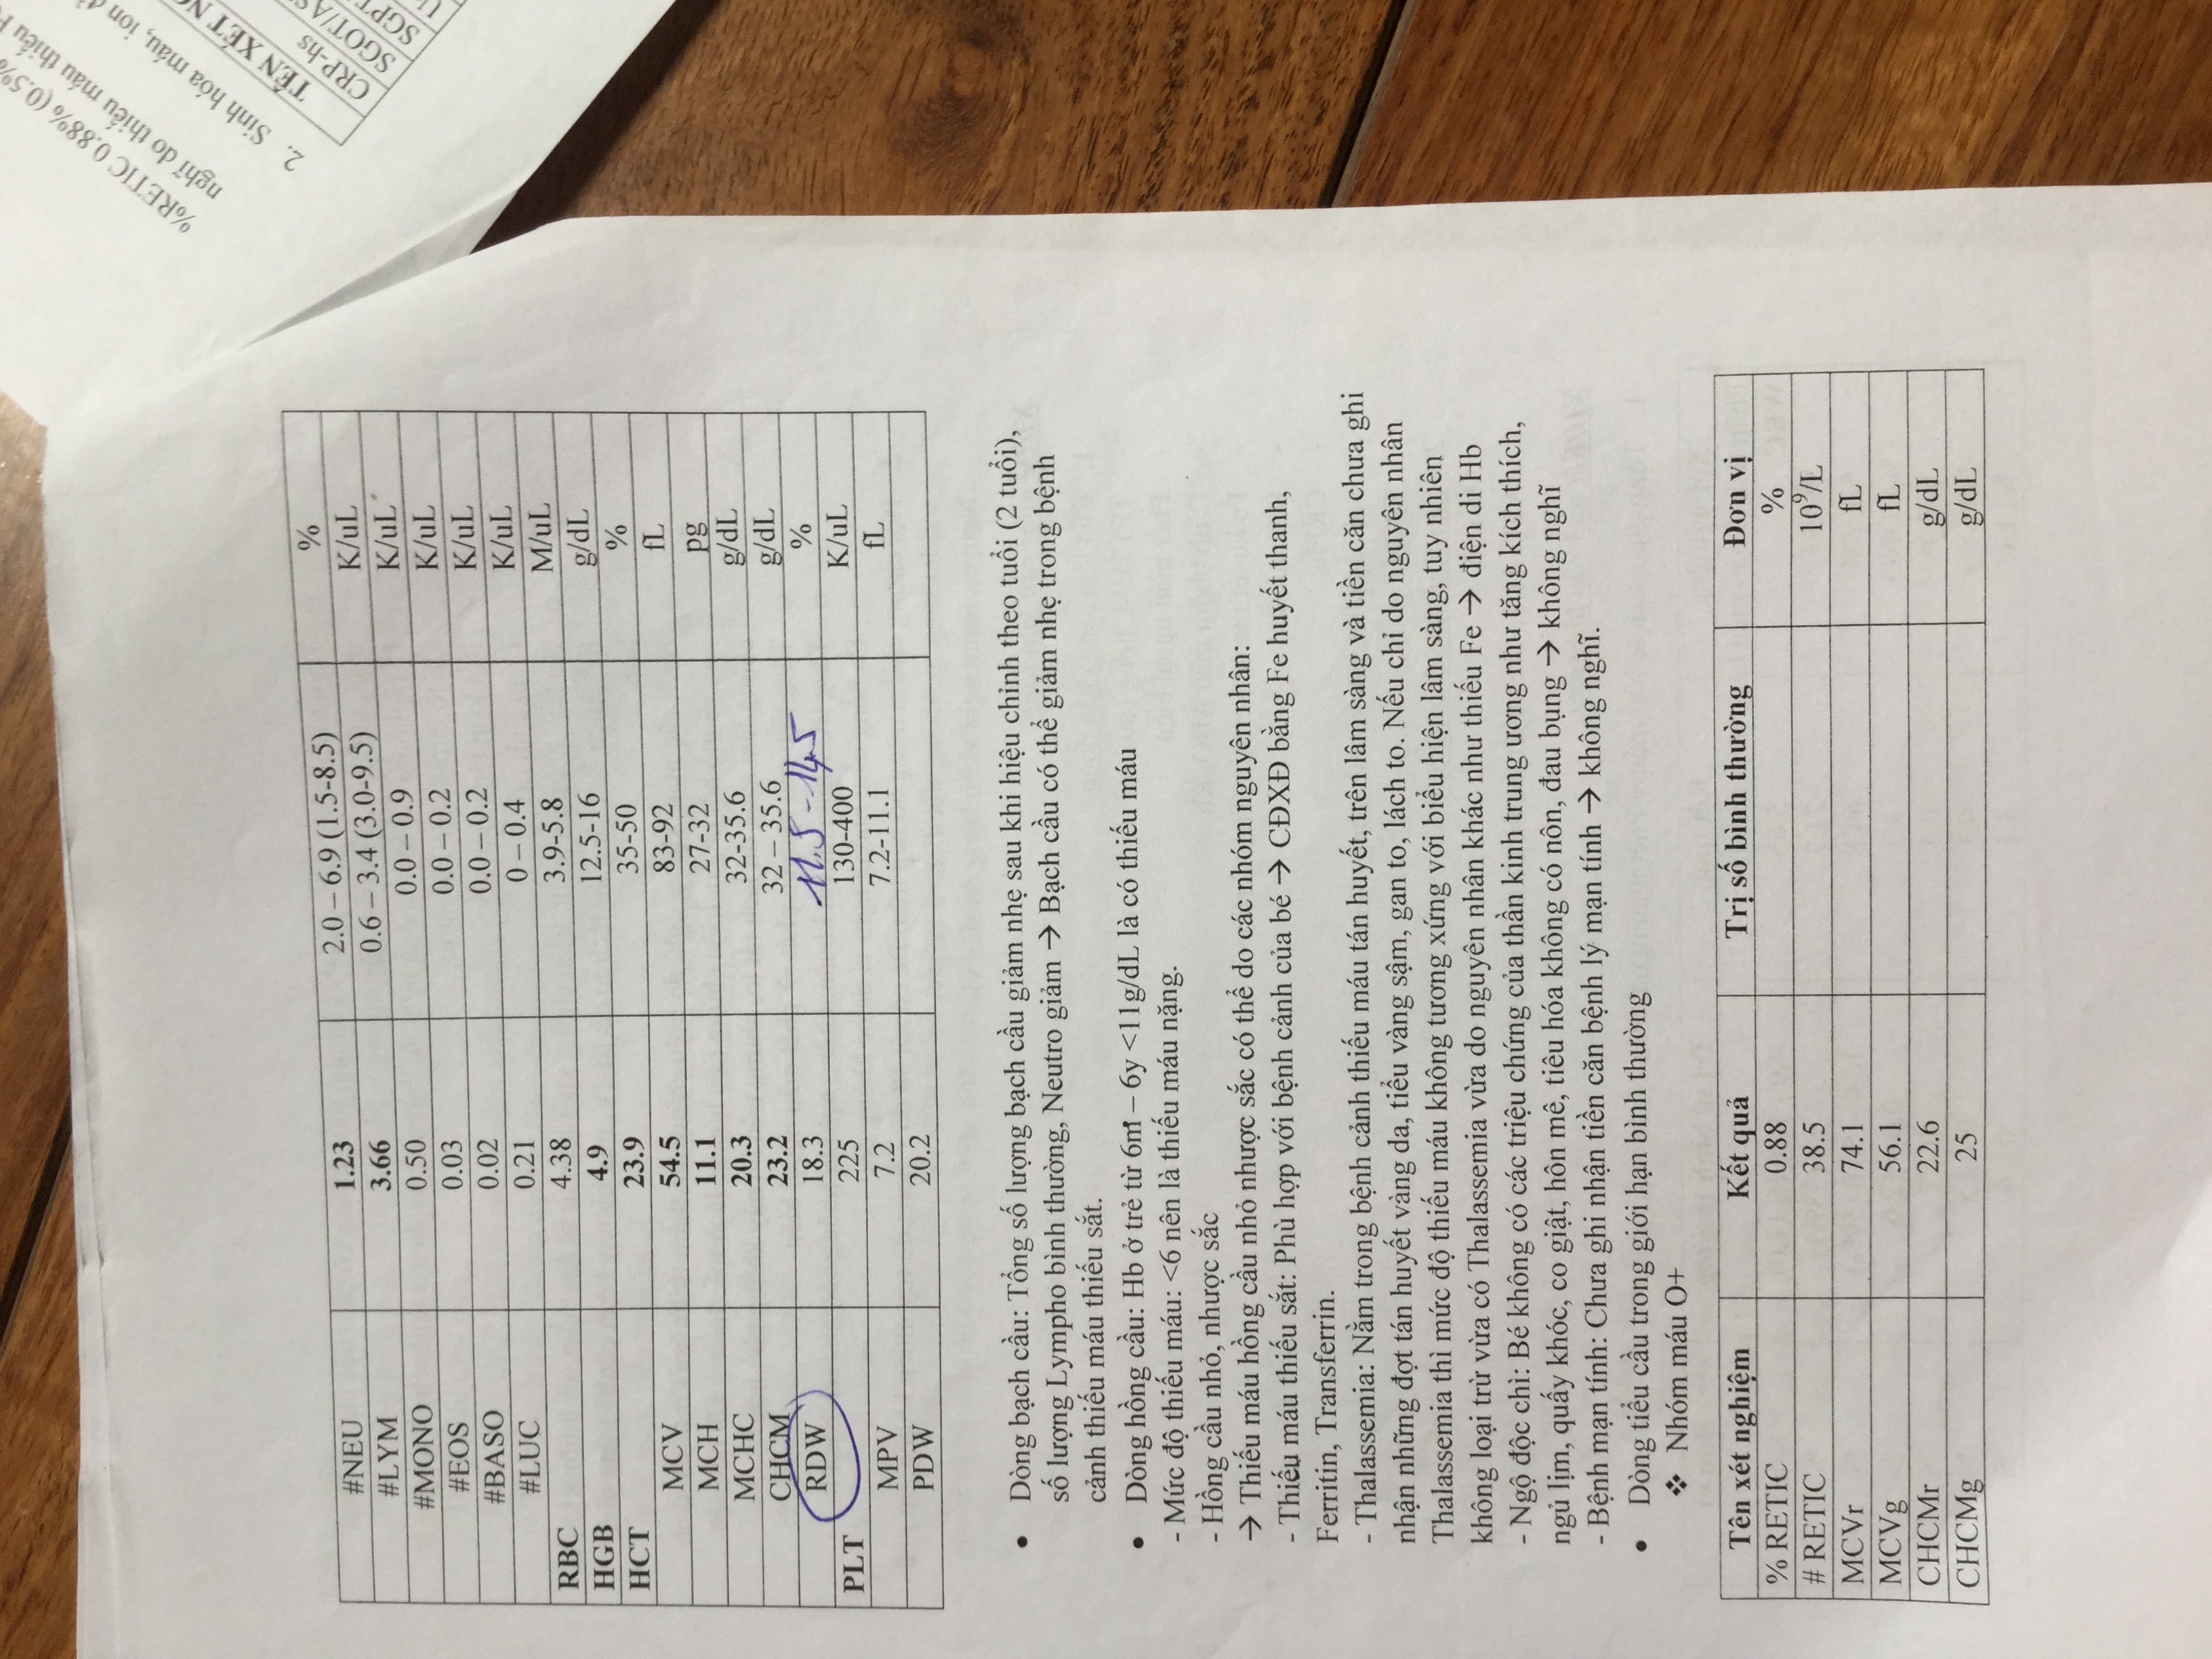 %
#NEU 1.23 2.0 – 6.9 (1.5-8.5) K/uL
#LYM 3.66 0.6 – 3.4 (3.0-9.5) K/uL
#MONO 0.50 0.0 – 0.9 K/uL
#EOS 0.03 0.0 – 0.2 K/uL
#BASO 0.02 0.0 – 0.2 K/uL
#LUC 0.21 0 – 0.4 K/uL
RBC 4.38 3.9-5.8 M/uL
HGB 4.9 12.5-16 g/dL
HCT 23.9 35-50 %
MCV 54.5 83-92 fL
MCH 11.1 27-32 pg
MCHC 20.3 32-35.6 g/dL
CHCM 23.2 32 – 35.6 g/dL
RDW 18.3 11.5 - 14,5 %
PLT 225 130-400 K/uL
MPV 7.2 7.2-11.1 fL
PDW 20.2
• Dòng bạch cầu: Tổng số lượng bạch cầu giảm nhẹ sau khi hiệu chỉnh theo tuổi (2 tuổi),
số lượng Lympho bình thường, Neutro giảm → Bạch cầu có thể giảm nhẹ trong bệnh
cảnh thiếu máu thiếu sắt.
• Dòng hồng cầu: Hb ở trẻ từ 6m – 6y <11g/dL là có thiếu máu
- Mức độ thiếu máu: <6 nên là thiếu máu nặng.
- Hồng cầu nhỏ, nhược sắc
→ Thiếu máu hồng cầu nhỏ nhược sắc có thể do các nhóm nguyên nhân:
- Thiếu máu thiếu sắt: Phù hợp với bệnh cảnh của bé → CĐXĐ bằng Fe huyết thanh,
Ferritin, Transferrin.
- Thalassemia: Nằm trong bệnh cảnh thiếu máu tán huyết, trên lâm sàng và tiền căn chưa ghi
nhận những đợt tán huyết vàng da, tiểu vàng sậm, gan to, lách to. Nếu chỉ do nguyên nhân
Thalassemia thì mức độ thiếu máu không tương xứng với biểu hiện lâm sàng, tuy nhiên
không loại trừ vừa có Thalassemia vừa do nguyên nhân khác như thiếu Fe → điện di Hb
- Ngộ độc chì: Bé không có các triệu chứng của thần kinh trung ương như tăng kích thích,
ngủ lịm, quấy khóc, co giật, hôn mê, tiêu hóa không có nôn, đau bụng → không nghĩ
- Bệnh mạn tính: Chưa ghi nhận tiền căn bệnh lý mạn tính → không nghĩ.
• Dòng tiểu cầu trong giới hạn bình thường
❖ Nhóm máu O+
Tên xét nghiệm Kết quả Trị số bình thường Đơn vị
% RETIC 0.88 %
# RETIC 38.5 10⁹/L
MCVr 74.1 fL
MCVg 56.1 fL
CHCMr 22.6 g/dL
CHCMg 25 g/dL
%RETIC 0.88% (0.5%
nghĩ do thiếu máu thiếu
2. Sinh hóa máu, ion
TÊN XÉT
CRP-hs
SGOT/
SGPT